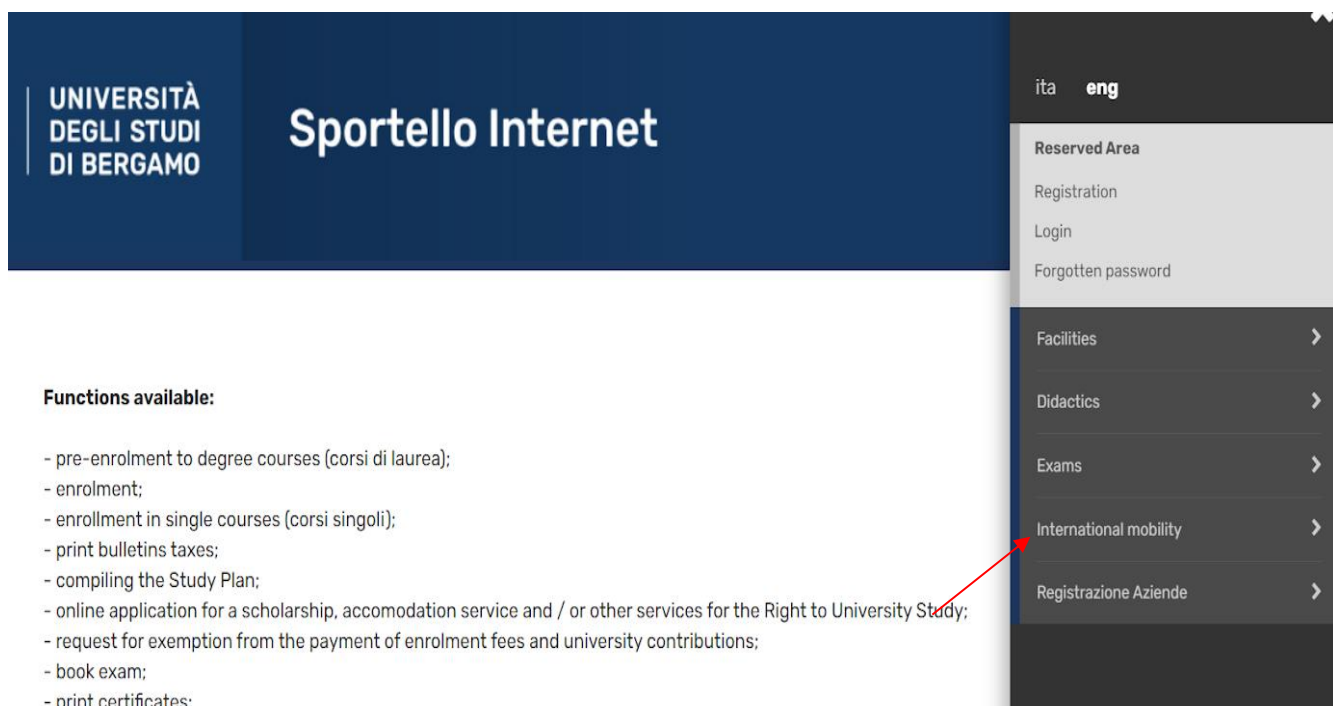 UNIVERSITÀ
DEGLI STUDI
DI BERGAMO
Sportello Internet
ita eng
Reserved Area
Registration
Login
Forgotten password
Facilities
Didactics
Exams
International mobility
Registrazione Aziende
Functions available:
- pre-enrolment to degree courses (corsi di laurea);
- enrolment;
- enrollment in single courses (corsi singoli);
- print bulletins taxes;
- compiling the Study Plan;
- online application for a scholarship, accomodation service and / or other services for the Right to University Study;
- request for exemption from the payment of enrolment fees and university contributions;
- book exam;
- print certificates;